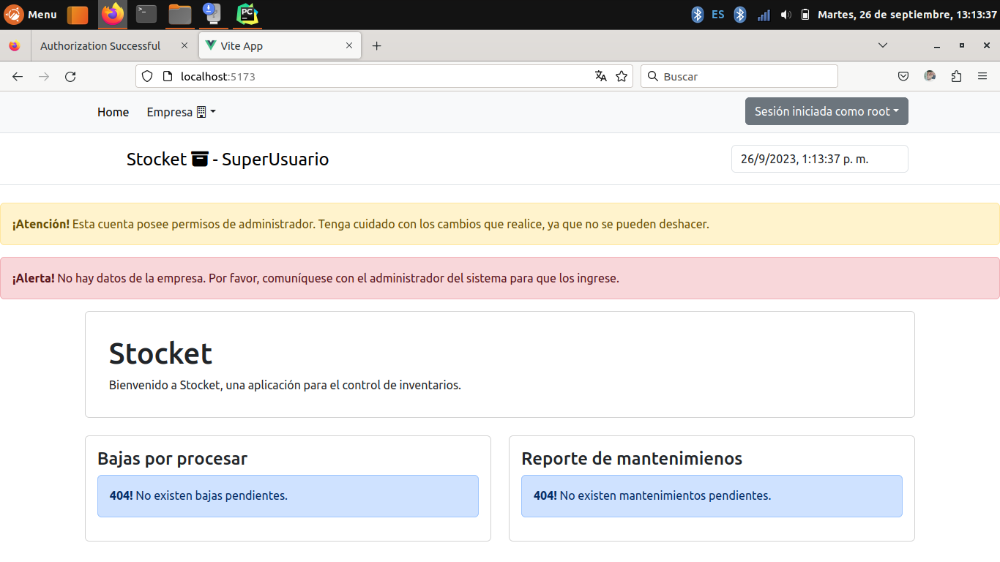 Menu
>_
PC
ES
Martes, 26 de septiembre, 13:13:37
Authorization Successful
Vite App
localhost:5173
Buscar
Home
Empresa
Sesión iniciada como root
Stocket - SuperUsuario
26/9/2023, 1:13:37 p. m.
¡Atención! Esta cuenta posee permisos de administrador. Tenga cuidado con los cambios que realice, ya que no se pueden deshacer.
¡Alerta! No hay datos de la empresa. Por favor, comuníquese con el administrador del sistema para que los ingrese.
Stocket
Bienvenido a Stocket, una aplicación para el control de inventarios.
Bajas por procesar
404! No existen bajas pendientes.
Reporte de mantenimienos
404! No existen mantenimientos pendientes.